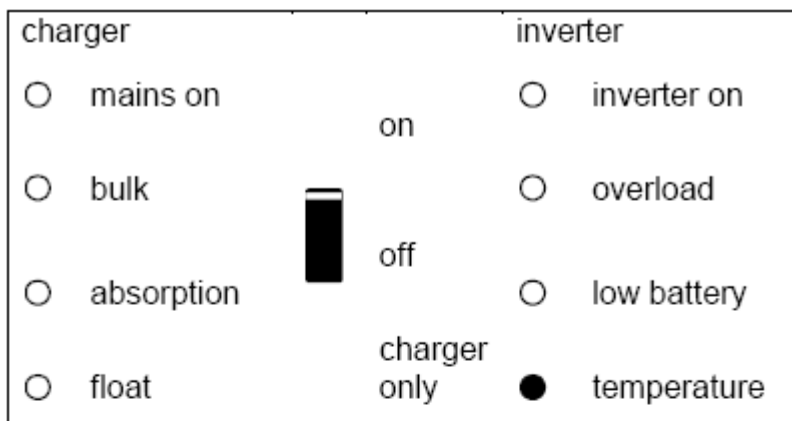 charger
mains on
bulk
absorption
float
on
off
charger
only
inverter
inverter on
overload
low battery
temperature